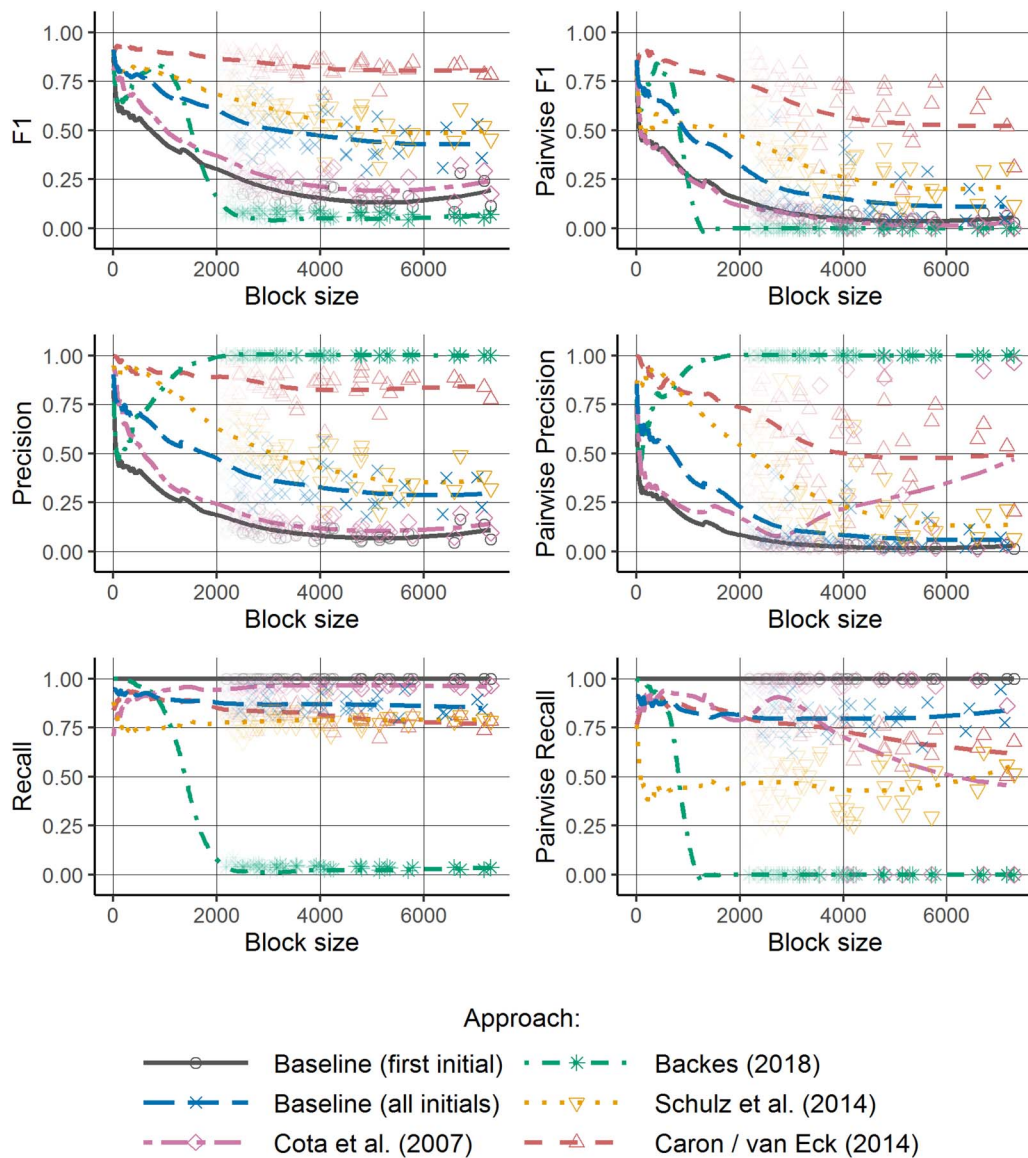 F1
1.00
0.75
0.50
0.25
0.00
0 2000 4000 6000
Block size
Pairwise F1
1.00
0.75
0.50
0.25
0.00
0 2000 4000 6000
Block size
Precision
1.00
0.75
0.50
0.25
0.00
0 2000 4000 6000
Block size
Pairwise Precision
1.00
0.75
0.50
0.25
0.00
0 2000 4000 6000
Block size
Recall
1.00
0.75
0.50
0.25
0.00
0 2000 4000 6000
Block size
Pairwise Recall
1.00
0.75
0.50
0.25
0.00
0 2000 4000 6000
Block size
Approach:
Baseline (first initial)
Backes (2018)
Baseline (all initials)
Schulz et al. (2014)
Cota et al. (2007)
Caron / van Eck (2014)